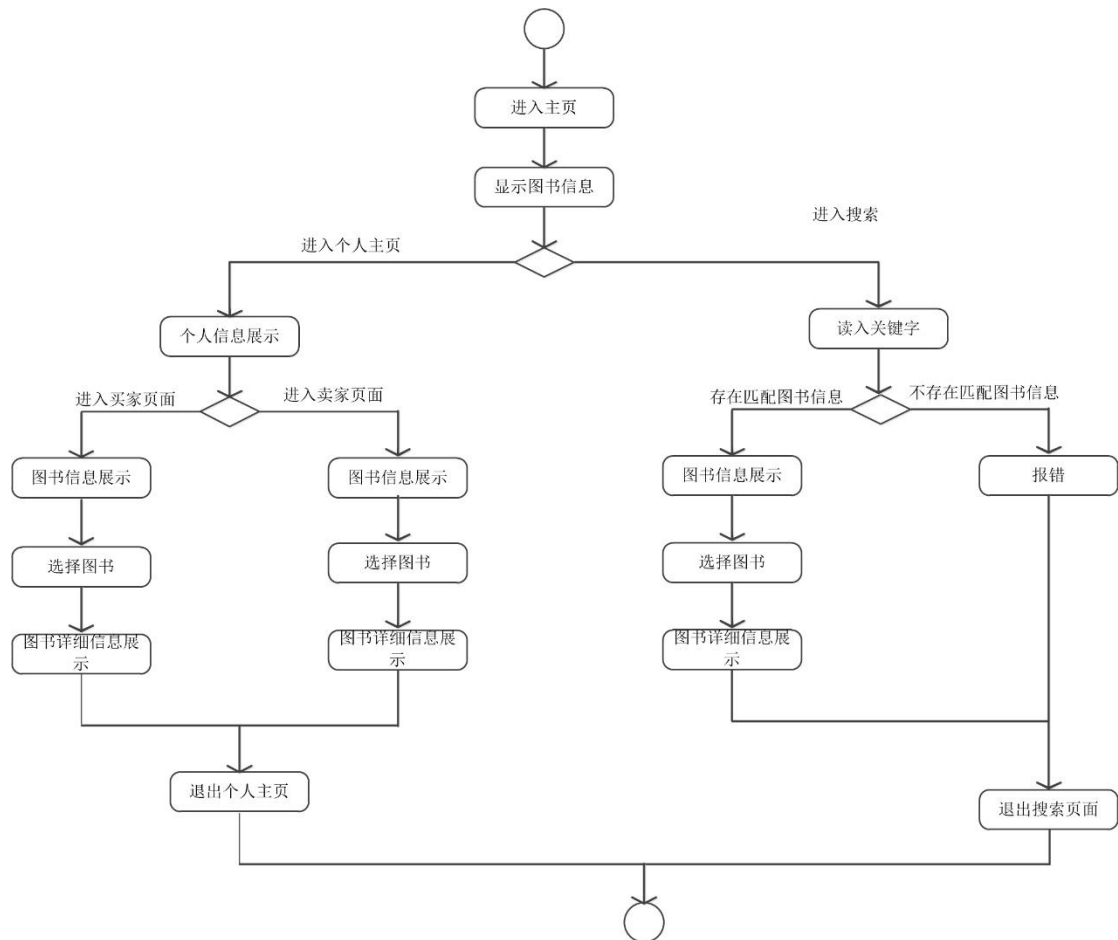 进入主页
显示图书信息
进入搜索
进入个人主页
个人信息展示
读入关键字
进入买家页面
进入卖家页面
存在匹配图书信息
不存在匹配图书信息
图书信息展示
图书信息展示
图书信息展示
报错
选择图书
选择图书
选择图书
图书详细信息展
示
图书详细信息展
示
图书详细信息展
示
退出个人主页
退出搜索页面